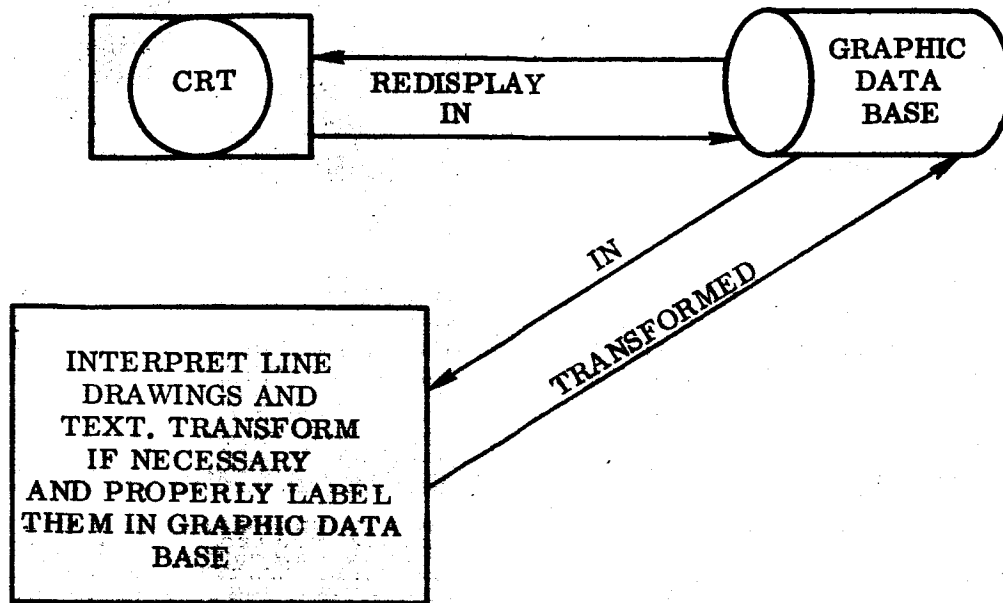 CRT
REDISPLAY
IN
GRAPHIC
DATA
BASE
IN
TRANSFORMED
INTERPRET LINE
DRAWINGS AND
TEXT. TRANSFORM
IF NECESSARY
AND PROPERLY LABEL
THEM IN GRAPHIC DATA
BASE